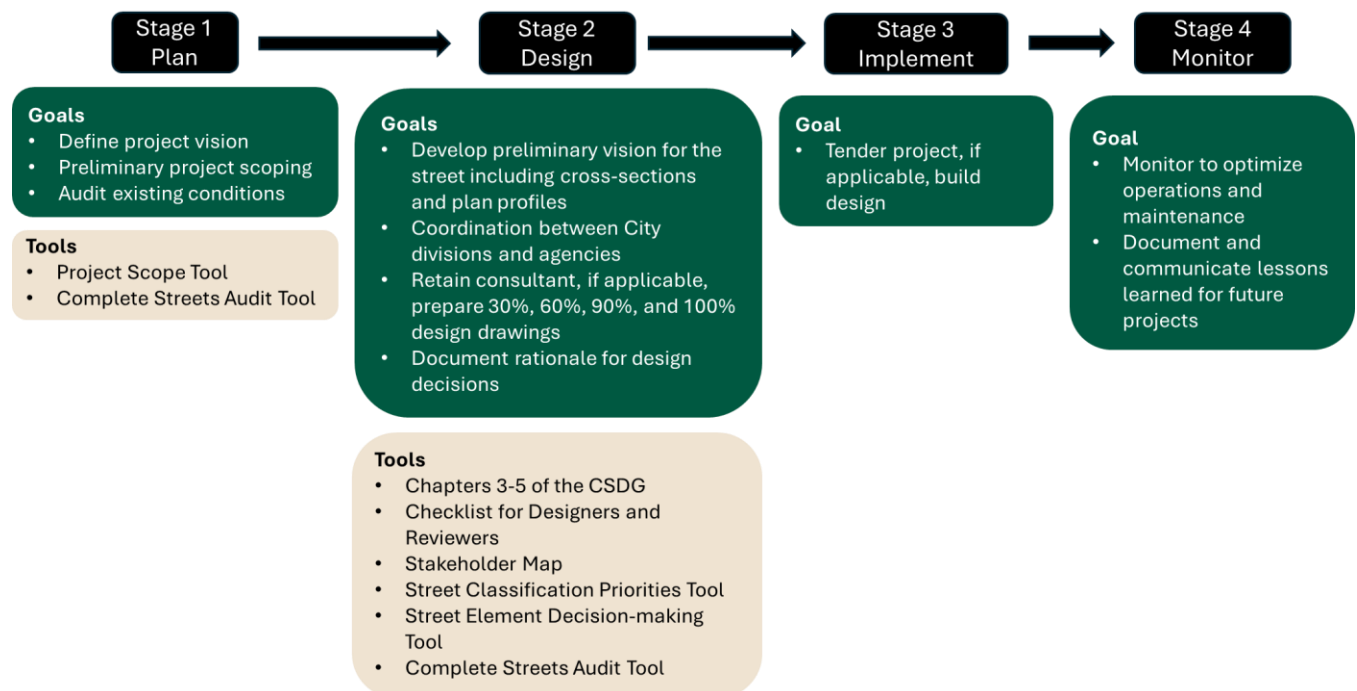 Stage 1
Plan
Stage 2
Design
Stage 3
Implement
Stage 4
Monitor
Goals
• Define project vision
• Preliminary project scoping
• Audit existing conditions
Tools
• Project Scope Tool
• Complete Streets Audit Tool
Goals
• Develop preliminary vision for the
street including cross-sections
and plan profiles
• Coordination between City
divisions and agencies
• Retain consultant, if applicable,
prepare 30%, 60%, 90%, and 100%
design drawings
• Document rationale for design
decisions
Tools
• Chapters 3-5 of the CSDG
• Checklist for Designers and
Reviewers
• Stakeholder Map
• Street Classification Priorities Tool
• Street Element Decision-making
Tool
• Complete Streets Audit Tool
Goal
• Tender project, if
applicable, build
design
Goal
• Monitor to optimize
operations and
maintenance
• Document and
communicate lessons
learned for future
projects